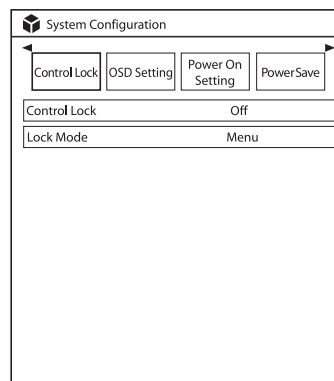 System Configuration
Control Lock
OSD Setting
Power On
Setting
PowerSave
Control Lock Off
Lock Mode Menu